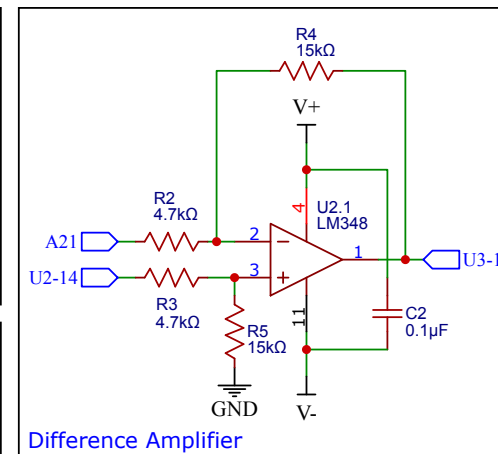 R4
15kΩ
V+
4
U2.1
LM348
R2
4.7kΩ
A21
2
1
U3-1
U2-14
3
R3
4.7kΩ
11
C2
0.1μF
R5
15kΩ
GND
V-
Difference Amplifier